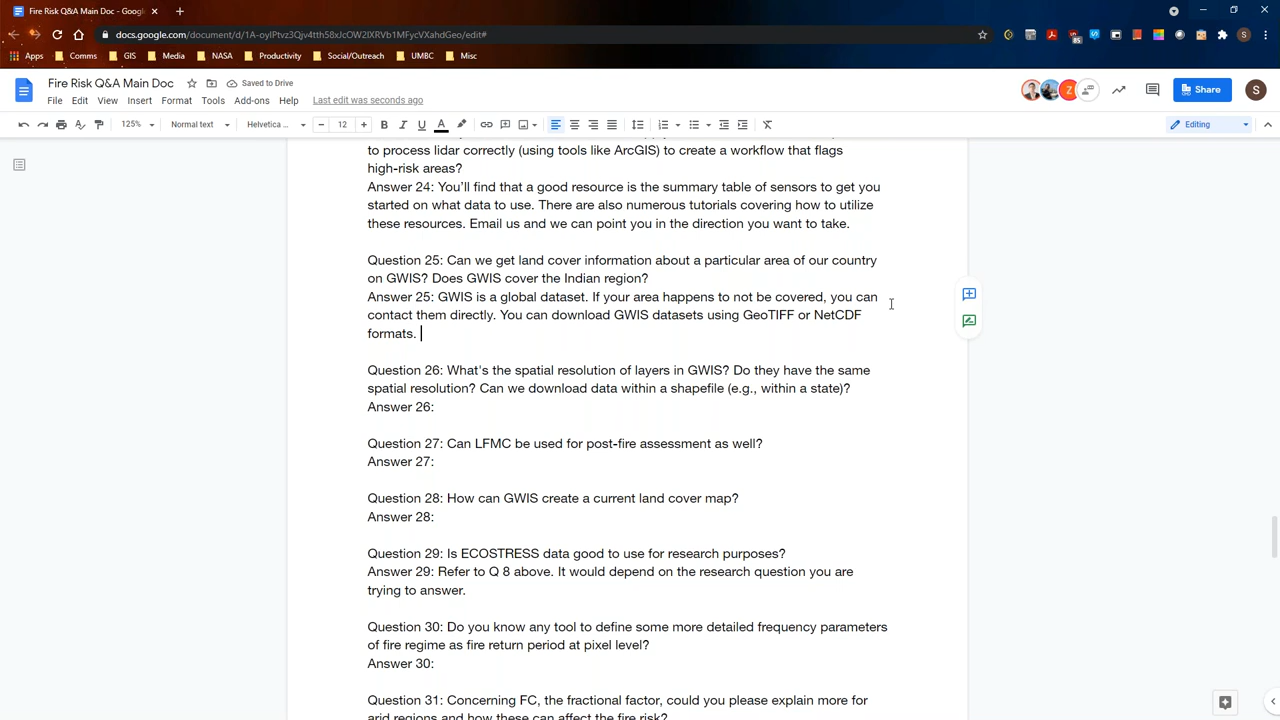 Fire Risk Q&A Main Doc - Google
docs.google.com/document/d/1A-oylPtvz3Qjv4tth58xJcOW2IXRVb1MFycVXahdGeo/edit#
Apps Comms GIS Media NASA Productivity Social/Outreach UMBC Misc
Fire Risk Q&A Main Doc
Saved to Drive
File Edit View Insert Format Tools Add-ons Help Last edit was seconds ago
Share
S
125% Normal text Helvetica ... 12 Editing
to process lidar correctly (using tools like ArcGIS) to create a workflow that flags
high-risk areas?
Answer 24: You'll find that a good resource is the summary table of sensors to get you
started on what data to use. There are also numerous tutorials covering how to utilize
these resources. Email us and we can point you in the direction you want to take.
Question 25: Can we get land cover information about a particular area of our country
on GWIS? Does GWIS cover the Indian region?
Answer 25: GWIS is a global dataset. If your area happens to not be covered, you can
contact them directly. You can download GWIS datasets using GeoTIFF or NetCDF
formats.
Question 26: What's the spatial resolution of layers in GWIS? Do they have the same
spatial resolution? Can we download data within a shapefile (e.g., within a state)?
Answer 26:
Question 27: Can LFMC be used for post-fire assessment as well?
Answer 27:
Question 28: How can GWIS create a current land cover map?
Answer 28:
Question 29: Is ECOSTRESS data good to use for research purposes?
Answer 29: Refer to Q 8 above. It would depend on the research question you are
trying to answer.
Question 30: Do you know any tool to define some more detailed frequency parameters
of fire regime as fire return period at pixel level?
Answer 30:
Question 31: Concerning FC, the fractional factor, could you please explain more for
arid regions and how these can affect the fire risk?